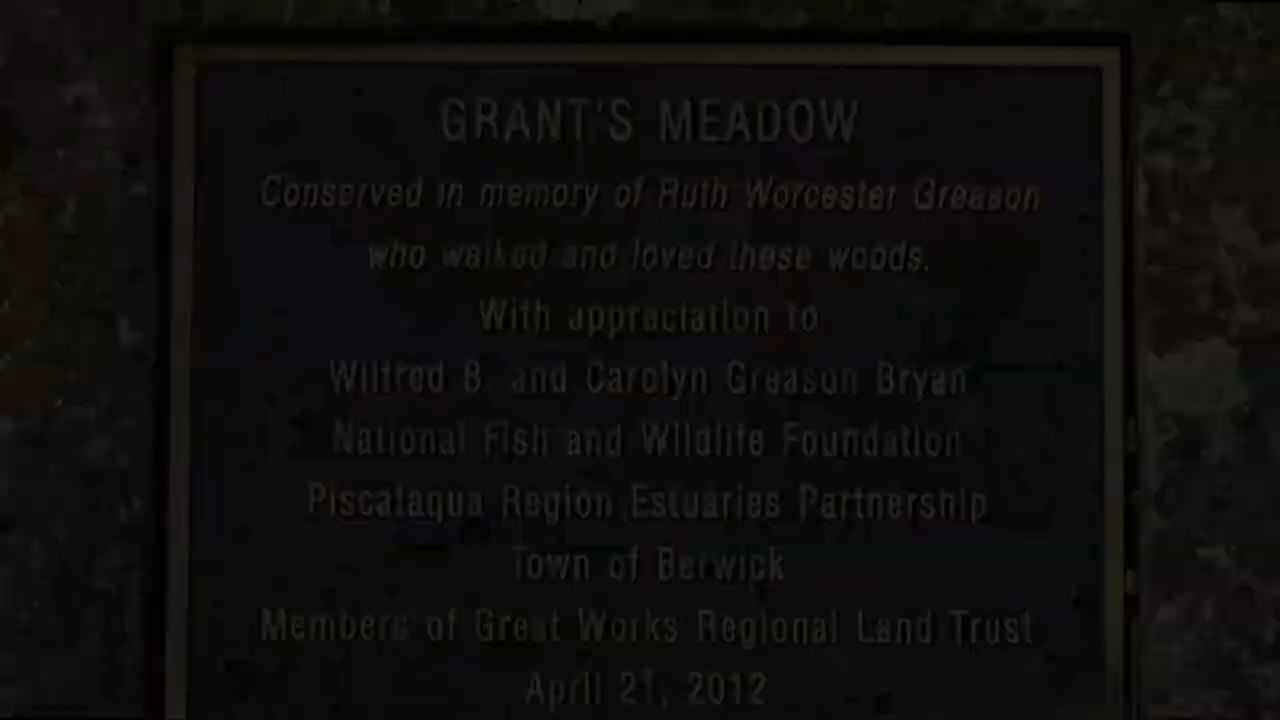 GRANT'S MEADOW
Conserved in memory of Ruth Worcester Greason
who walked and loved these woods.
With appreciation to
Wilfred B. and Carolyn Greason Bryan
National Fish and Wildlife Foundation
Piscataqua Region Estuaries Partnership
Town of Berwick
Members of Great Works Regional Land Trust
April 21, 2012